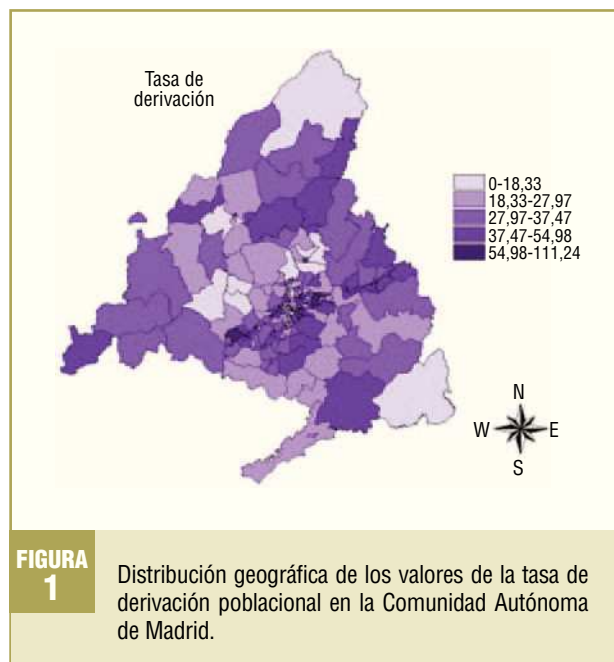 Tasa de
derivación
0-18,33
18,33-27,97
27,97-37,47
37,47-54,98
54,98-111,24
N
W E
S
FIGURA
1
Distribución geográfica de los valores de la tasa de
derivación poblacional en la Comunidad Autónoma
de Madrid.